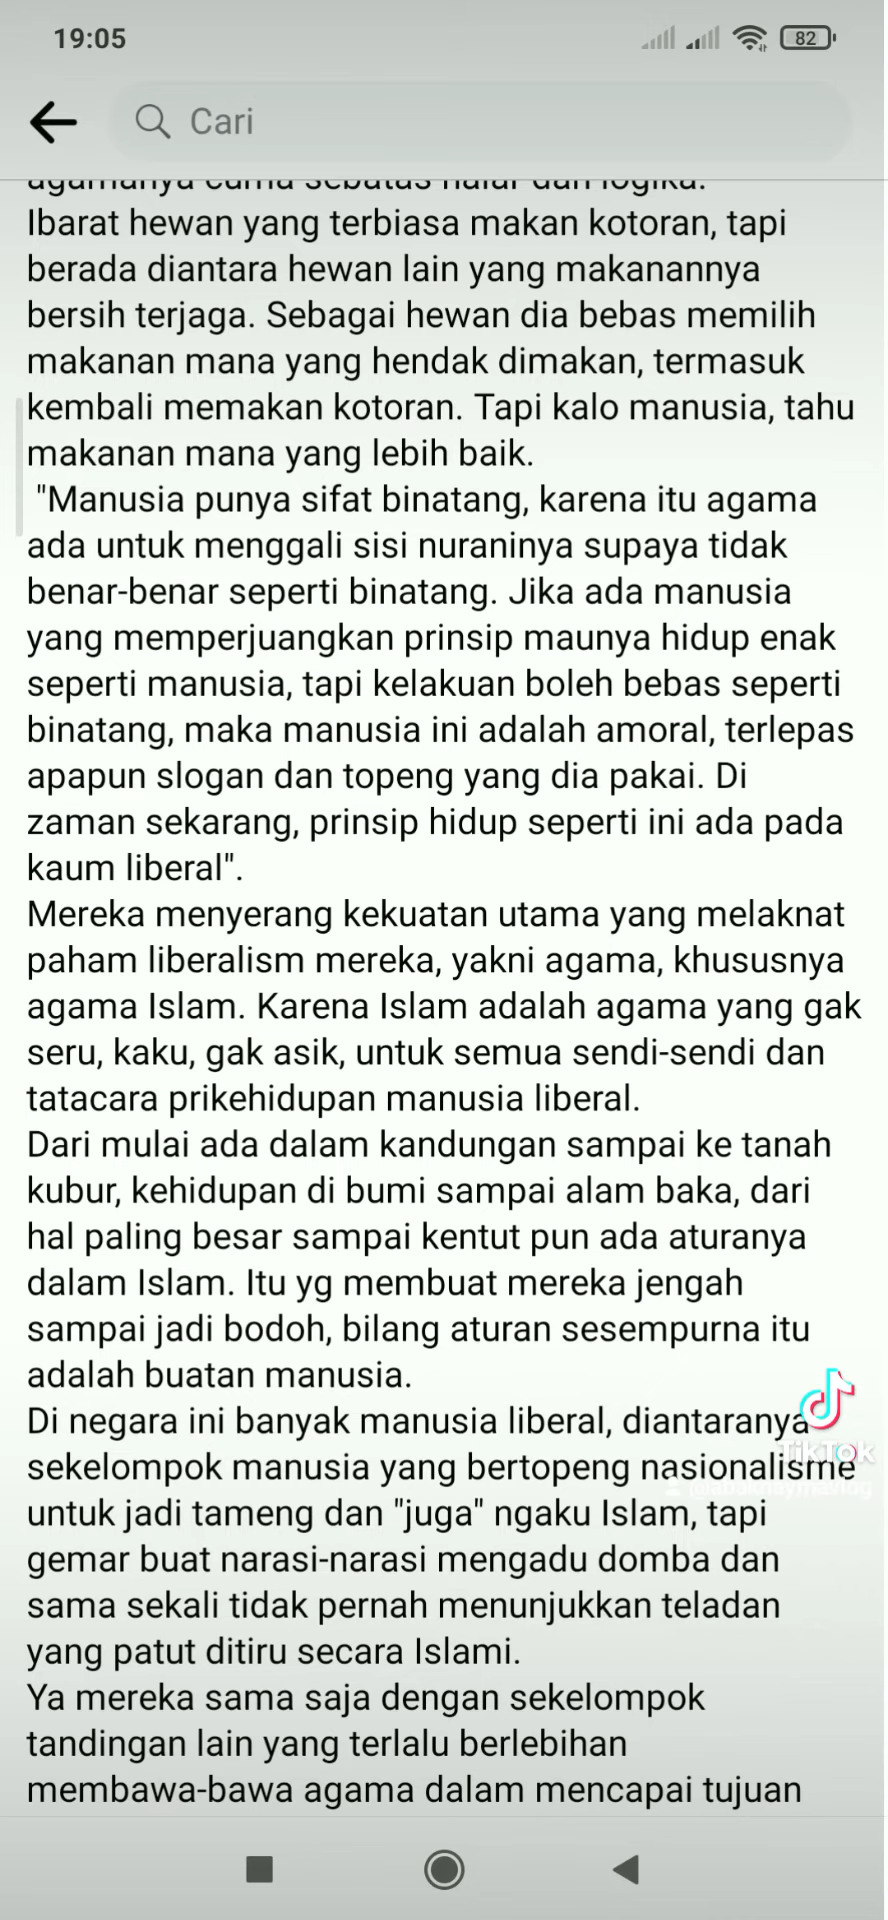 19:05
82
Cari
agamanya cuma sebatas nalar dan logika.
Ibarat hewan yang terbiasa makan kotoran, tapi
berada diantara hewan lain yang makanannya
bersih terjaga. Sebagai hewan dia bebas memilih
makanan mana yang hendak dimakan, termasuk
kembali memakan kotoran. Tapi kalo manusia, tahu
makanan mana yang lebih baik.
"Manusia punya sifat binatang, karena itu agama
ada untuk menggali sisi nuraninya supaya tidak
benar-benar seperti binatang. Jika ada manusia
yang memperjuangkan prinsip maunya hidup enak
seperti manusia, tapi kelakuan boleh bebas seperti
binatang, maka manusia ini adalah amoral, terlepas
apapun slogan dan topeng yang dia pakai. Di
zaman sekarang, prinsip hidup seperti ini ada pada
kaum liberal".
Mereka menyerang kekuatan utama yang melaknat
paham liberalism mereka, yakni agama, khususnya
agama Islam. Karena Islam adalah agama yang gak
seru, kaku, gak asik, untuk semua sendi-sendi dan
tatacara prikehidupan manusia liberal.
Dari mulai ada dalam kandungan sampai ke tanah
kubur, kehidupan di bumi sampai alam baka, dari
hal paling besar sampai kentut pun ada aturanya
dalam Islam. Itu yg membuat mereka jengah
sampai jadi bodoh, bilang aturan sesempurna itu
adalah buatan manusia.
Di negara ini banyak manusia liberal, diantaranya
TikTok
sekelompok manusia yang bertopeng nasionalisme
untuk jadi tameng dan "juga" ngaku Islam, tapi
gemar buat narasi-narasi mengadu domba dan
sama sekali tidak pernah menunjukkan teladan
yang patut ditiru secara Islami.
Ya mereka sama saja dengan sekelompok
tandingan lain yang terlalu berlebihan
membawa-bawa agama dalam mencapai tujuan